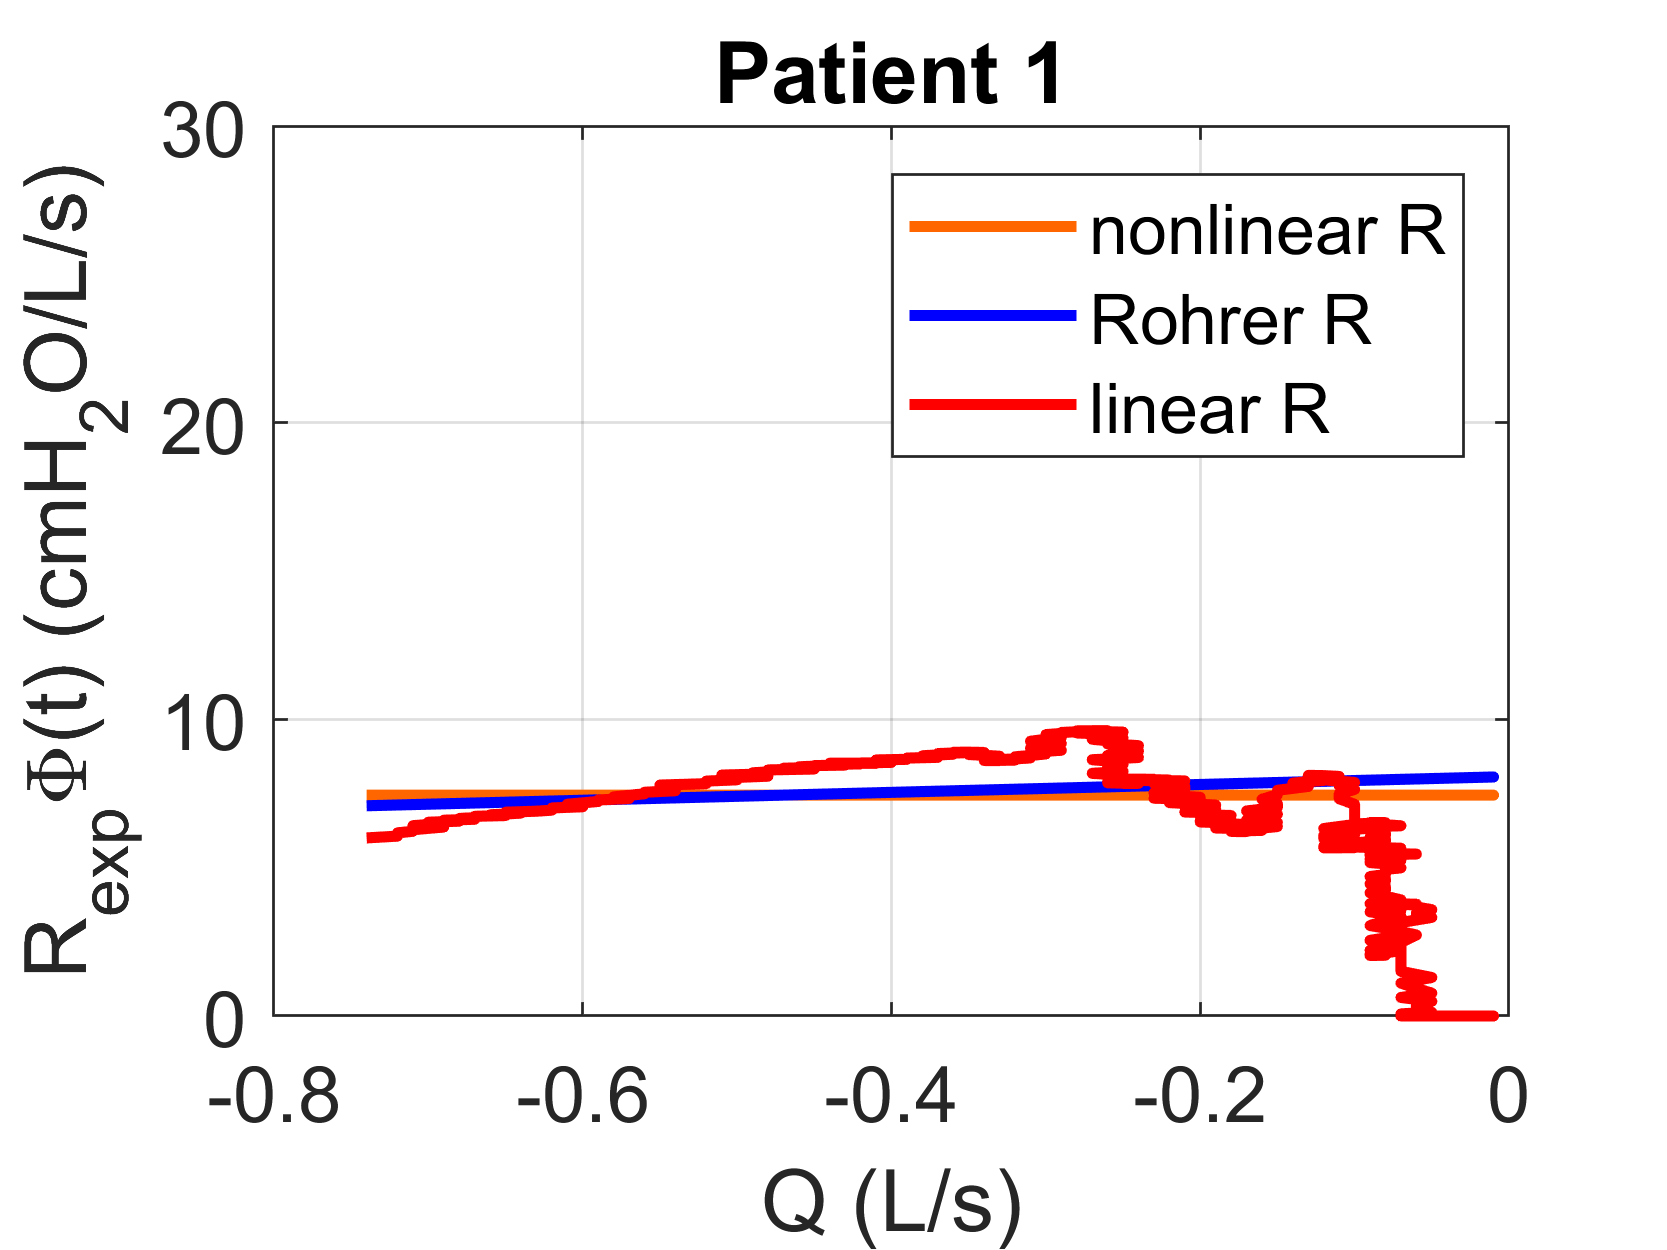 Patient 1
30
20
10
0
-0.8
-0.6
-0.4
-0.2
0
R_exp Φ(t) (cmH_2O/L/s)
Q (L/s)
nonlinear R
Rohrer R
linear R